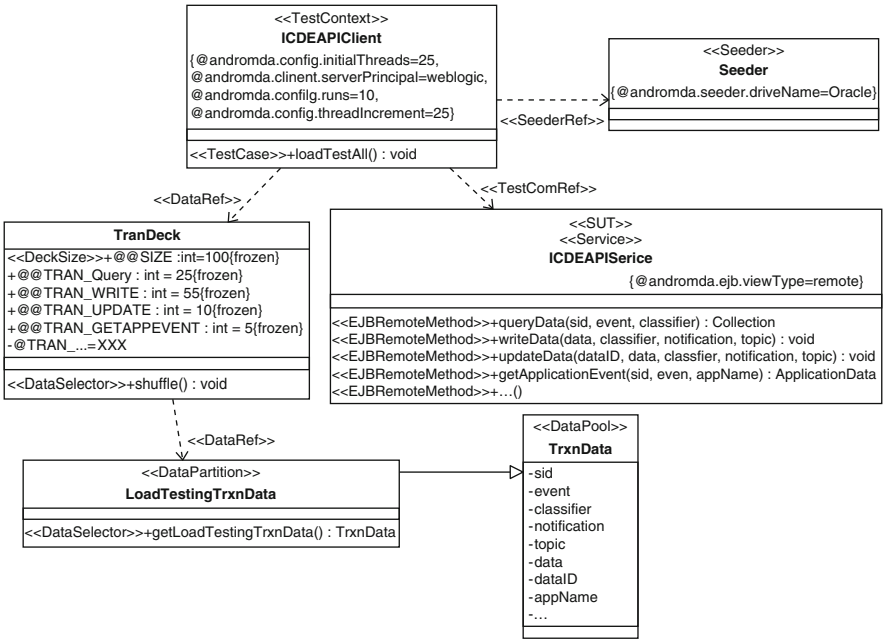 <<TestContext>>
ICDEAPIClient
{@andromda.config.initialThreads=25,
@andromda.clinent.serverPrincipal=weblogic,
@andromda.confilg.runs=10,
@andromda.config.threadIncrement=25}
<<TestCase>>+loadTestAll() : void
<<Seeder>>
Seeder
{@andromda.seeder.driveName=Oracle}
<<SeederRef>>
<<DataRef>>
<<TestComRef>>
TranDeck
<<DeckSize>>+@@SIZE :int=100{frozen}
+@@TRAN_Query : int = 25{frozen}
+@@TRAN_WRITE : int = 55{frozen}
+@@TRAN_UPDATE : int = 10{frozen}
+@@TRAN_GETAPPEVENT : int = 5{frozen}
-@TRAN_...=XXX
<<DataSelector>>+shuffle() : void
<<SUT>>
<<Service>>
ICDEAPISerice
{@andromda.ejb.viewType=remote}
<<EJBRemoteMethod>>+queryData(sid, event, classifier) : Collection
<<EJBRemoteMethod>>+writeData(data, classifier, notification, topic) : void
<<EJBRemoteMethod>>+updateData(dataID, data, classfier, notification, topic) : void
<<EJBRemoteMethod>>+getApplicationEvent(sid, even, appName) : ApplicationData
<<EJBRemoteMethod>>+...()
<<DataRef>>
<<DataPartition>>
LoadTestingTrxnData
<<DataSelector>>+getLoadTestingTrxnData() : TrxnData
<<DataPool>>
TrxnData
-sid
-event
-classifier
-notification
-topic
-data
-dataID
-appName
-...